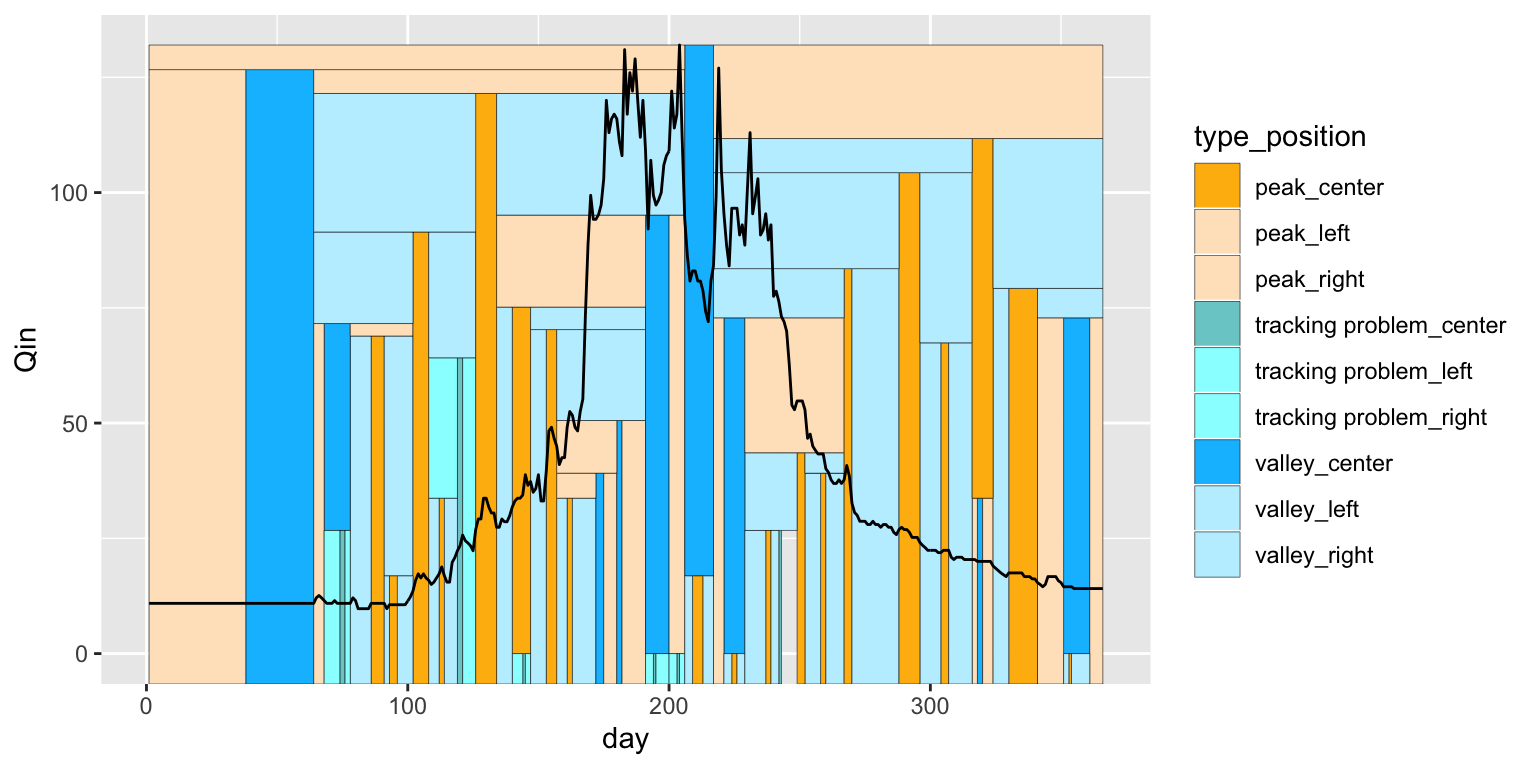 Qin
100
50
0
0 100 200 300
day
type_position
peak_center
peak_left
peak_right
tracking problem_center
tracking problem_left
tracking problem_right
valley_center
valley_left
valley_right